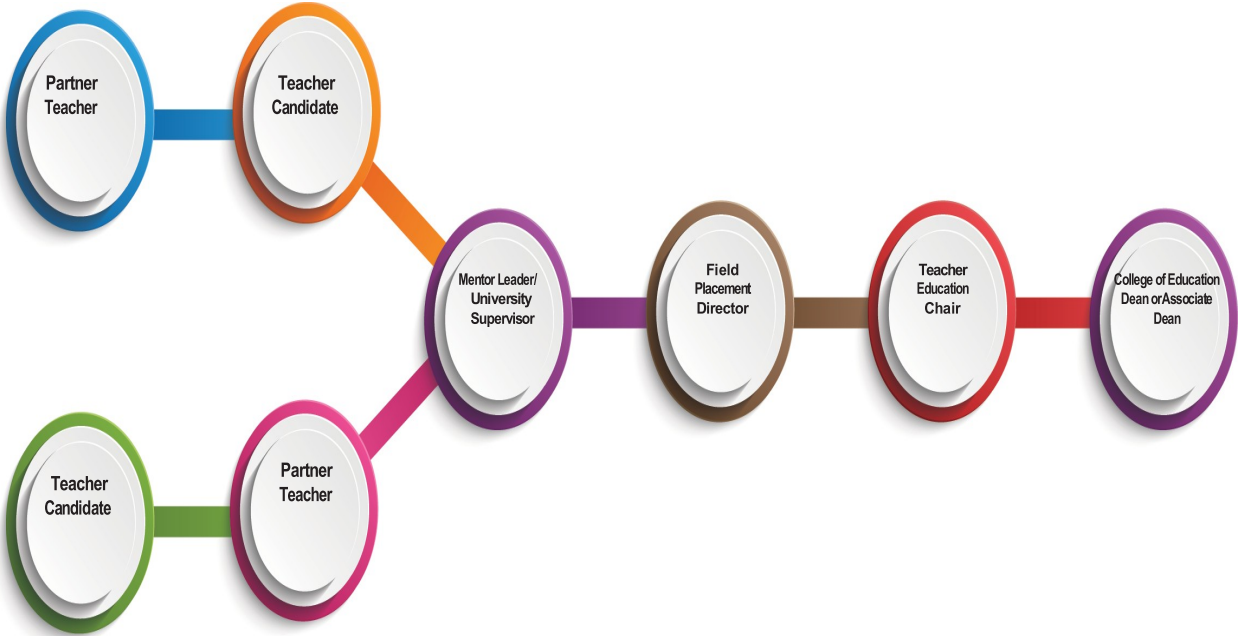 Partner
Teacher
Teacher
Candidate
Mentor Leader/
University
Supervisor
Field
Placement
Director
Teacher
Education
Chair
College of Education
Dean orAssociate
Dean
Teacher
Candidate
Partner
Teacher